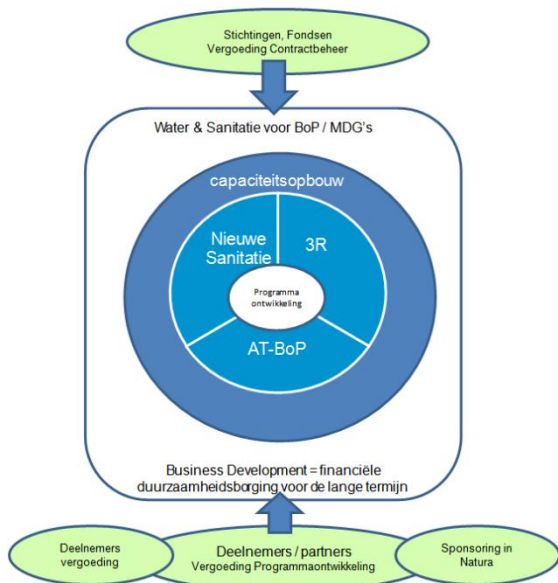 Stichtingen, Fondsen
Vergoeding Contractbeheer
Water & Sanitatie voor BoP / MDG's
capaciteitsopbouw
Nieuwe
Sanitatie
3R
Programma
ontwikkeling
AT-BoP
Business Development = financiële
duurzaamheidsborging voor de lange termijn
Deelnemers
vergoeding
Deelnemers / partners
Vergoeding Programmaontwikkeling
Sponsoring in
Natura